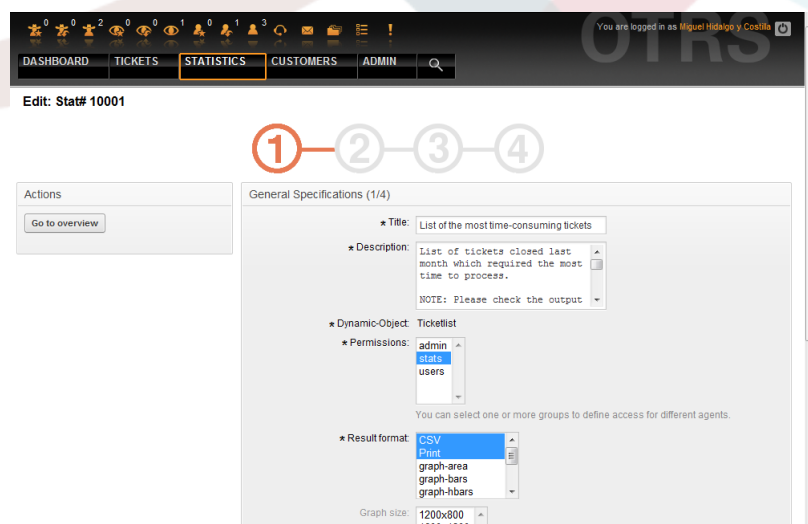 0 0 2 0 0 1 0 1 3
You are logged in as Miguel Hidalgo y Costilla
OTRS
DASHBOARD TICKETS STATISTICS CUSTOMERS ADMIN
Edit: Stat# 10001
1 2 3 4
Actions
Go to overview
General Specifications (1/4)
★ Title: List of the most time-consuming tickets
★ Description: List of tickets closed last
month which required the most
time to process.
NOTE: Please check the output
★ Dynamic-Object: Ticketlist
★ Permissions: admin
stats
users
You can select one or more groups to define access for different agents.
★ Result format: CSV
Print
graph-area
graph-bars
graph-hbars
Graph size: 1200x800